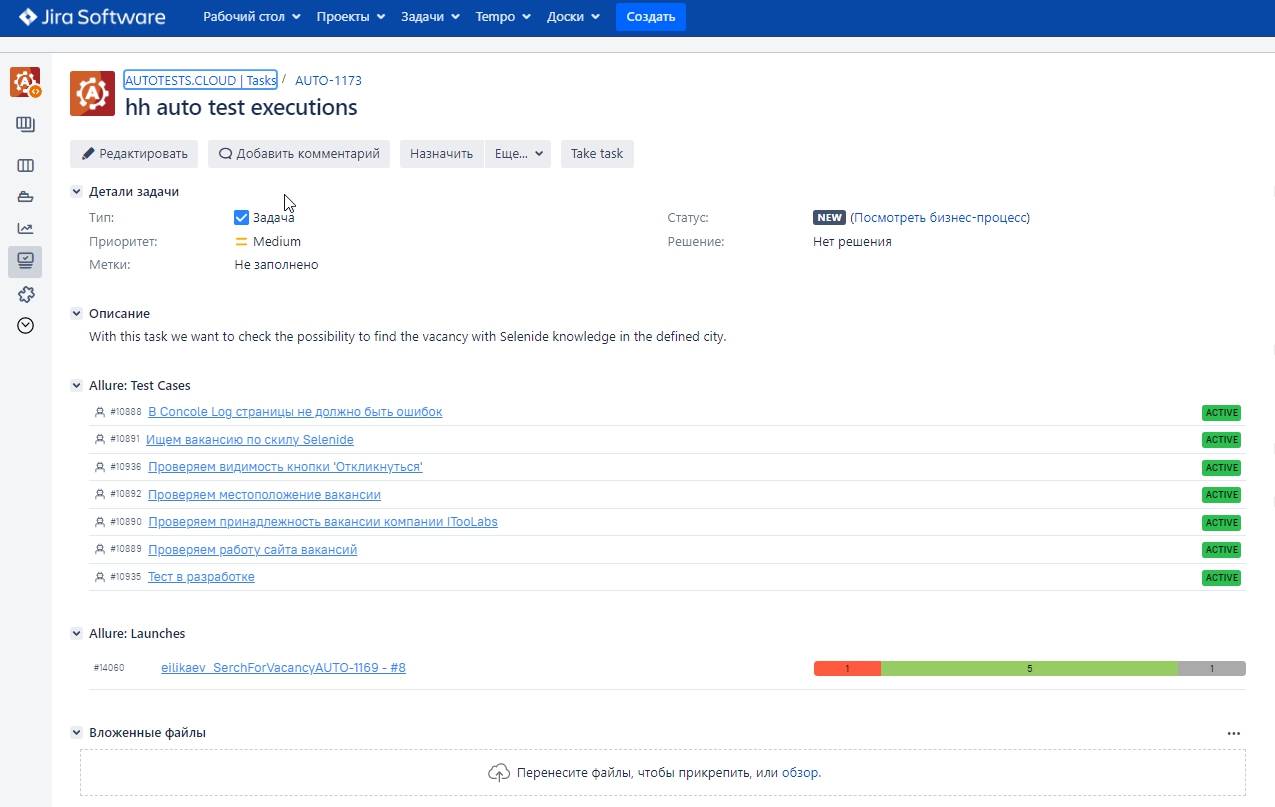 Jira Software Рабочий стол Проекты Задачи Tempo Доски Создать
AUTOTESTS.CLOUD | Tasks / AUTO-1173
hh auto test executions
Редактировать Добавить комментарий Назначить Еще... Take task
Детали задачи
Тип: Задача Статус: NEW (Посмотреть бизнес-процесс)
Приоритет: Medium Решение: Нет решения
Метки: Не заполнено
Описание
With this task we want to check the possibility to find the vacancy with Selenide knowledge in the defined city.
Allure: Test Cases
#10888 В Concole Log страницы не должно быть ошибок ACTIVE
#10891 Ищем вакансию по скилу Selenide ACTIVE
#10936 Проверяем видимость кнопки 'Откликнуться' ACTIVE
#10892 Проверяем местоположение вакансии ACTIVE
#10890 Проверяем принадлежность вакансии компании ITooLabs ACTIVE
#10889 Проверяем работу сайта вакансий ACTIVE
#10935 Тест в разработке ACTIVE
Allure: Launches
#14060 eilikaev_SerchForVacancyAUTO-1169 - #8 1 5 1
Вложенные файлы
Перенесите файлы, чтобы прикрепить, или обзор.